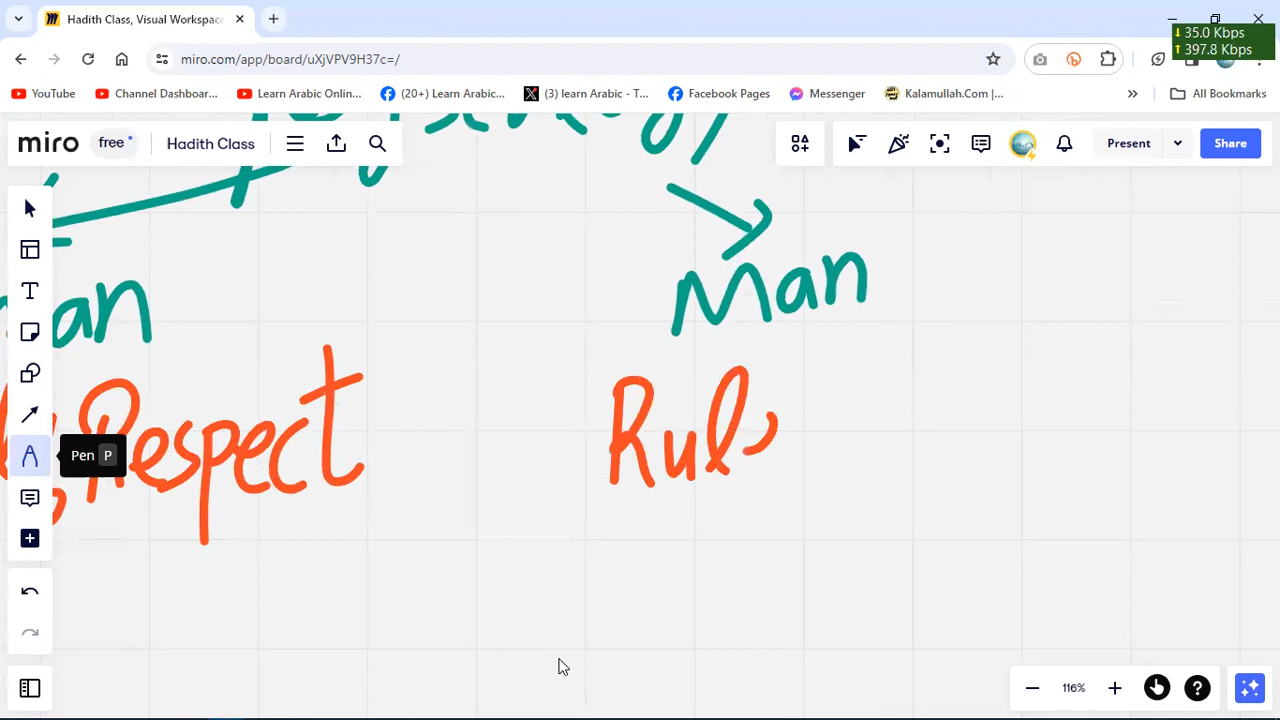 Hadith Class, Visual Workspac
35.0 Kbps
397.8 Kbps
miro.com/app/board/uXjVPV9H37c=/
YouTube
Channel Dashboar...
Learn Arabic Onlin...
(20+) Learn Arabic...
(3) learn Arabic - T...
Facebook Pages
Messenger
Kalamullah.Com |...
All Bookmarks
miro free Hadith Class
Present
Share
Man
an
Respect
Rul
Pen P
116%